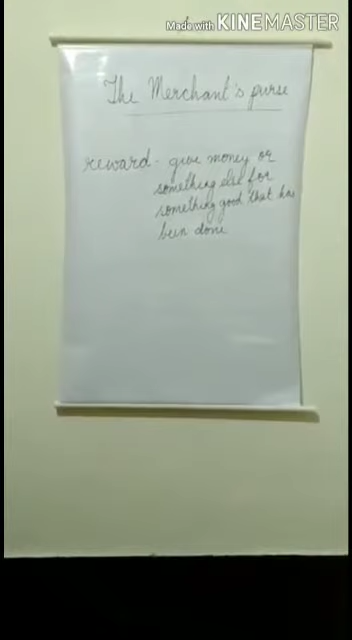 Made with KINEMASTER
The Merchant's purse
reward - give money or
something else for
something good that has
been done